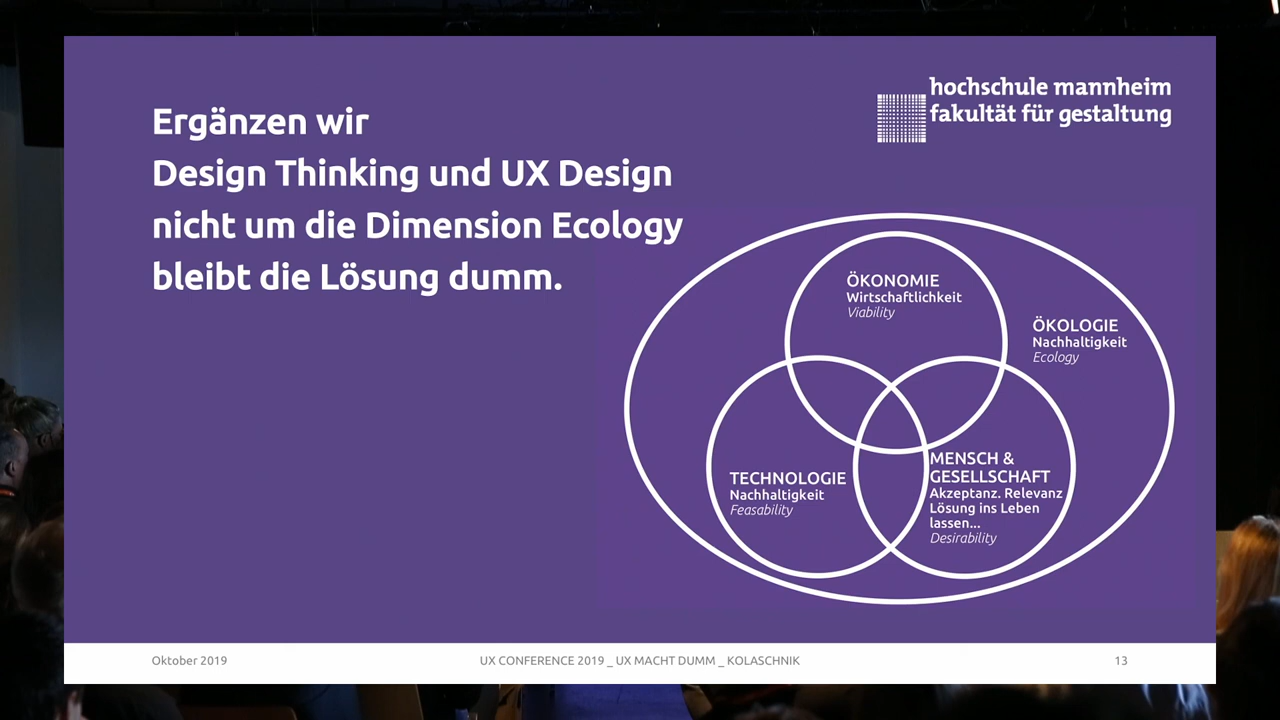 Ergänzen wir
Design Thinking und UX Design
nicht um die Dimension Ecology
bleibt die Lösung dumm.
hochschule mannheim
fakultät für gestaltung
ÖKONOMIE
Wirtschaftlichkeit
Viability
ÖKOLOGIE
Nachhaltigkeit
Ecology
TECHNOLOGIE
Nachhaltigkeit
Feasability
MENSCH &
GESELLSCHAFT
Akzeptanz. Relevanz
Lösung ins Leben
lassen...
Desirability
Oktober 2019
UX CONFERENCE 2019 _ UX MACHT DUMM _ KOLASCHNIK
13